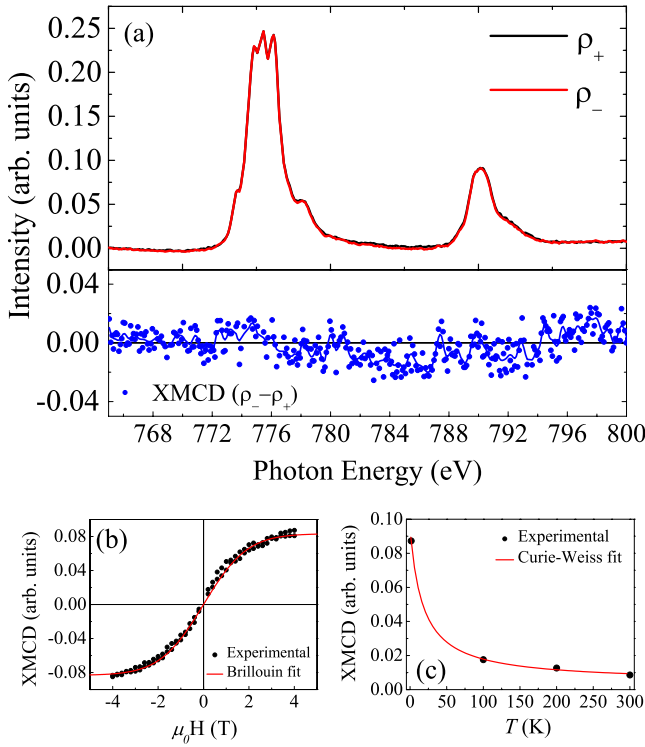 (a)
ρ₊
ρ₋
Intensity (arb. units)
0.25
0.20
0.15
0.10
0.05
0.00
0.04
0.00
-0.04
XMCD (ρ₋−ρ₊)
768 772 776 780 784 788 792 796 800
Photon Energy (eV)
(b)
XMCD (arb. units)
0.08
0.04
0.00
-0.04
-0.08
Experimental
Brillouin fit
-4 -2 0 2 4
μ₀H (T)
XMCD (arb. units)
0.10
0.08
0.06
0.04
0.02
0.00
Experimental
Curie-Weiss fit
(c)
0 50 100 150 200 250 300
T (K)